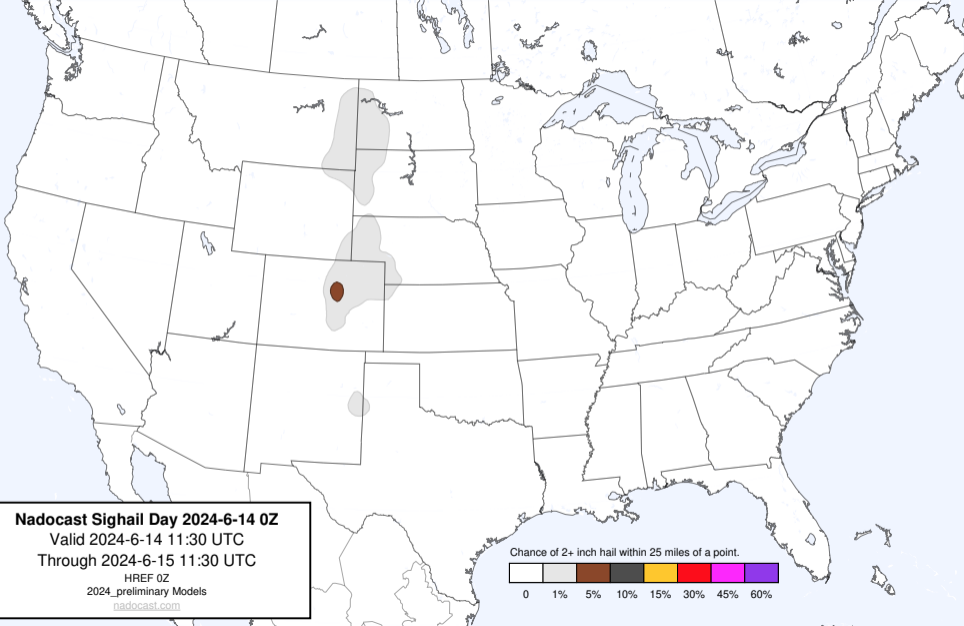 Nadocast Sighail Day 2024-6-14 0Z
Valid 2024-6-14 11:30 UTC
Through 2024-6-15 11:30 UTC
HREF 0Z
2024_preliminary Models
nadocast.com
Chance of 2+ inch hail within 25 miles of a point.
0 1% 5% 10% 15% 30% 45% 60%